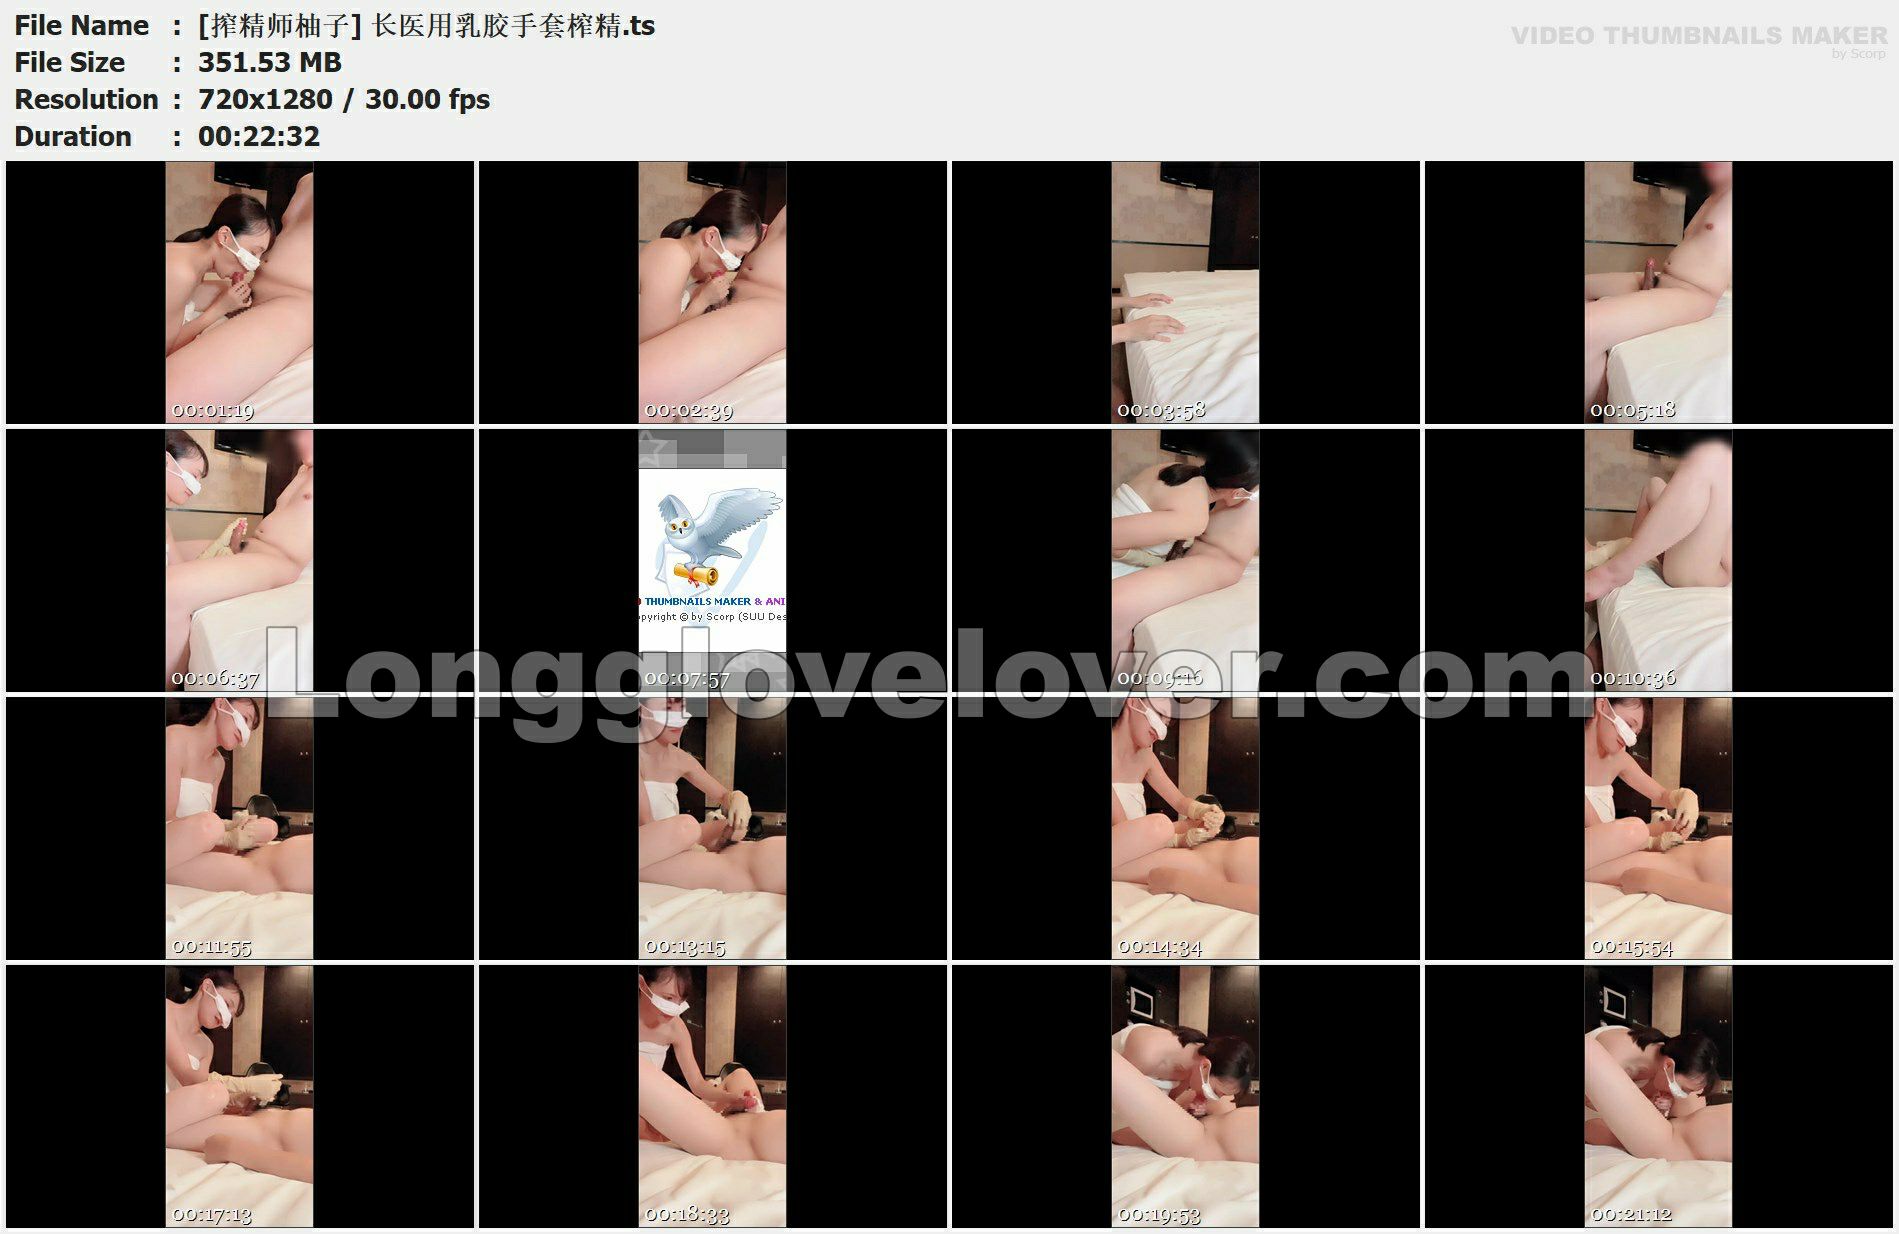 File Name : [搾精师柚子] 长医用乳胶手套榨精.ts
File Size : 351.53 MB
Resolution : 720x1280 / 30.00 fps
Duration : 00:22:32
VIDEO THUMBNAILS MAKER
by Scorp
00:01:19
00:02:39
00:03:58
00:05:18
THUMBNAILS MAKER & ANI
pyright © by Scorp (SUU Des
00:06:37
00:07:57
00:09:16
00:10:36
Longglovelover.com
00:11:55
00:13:15
00:14:34
00:15:54
00:17:13
00:18:33
00:19:53
00:21:12